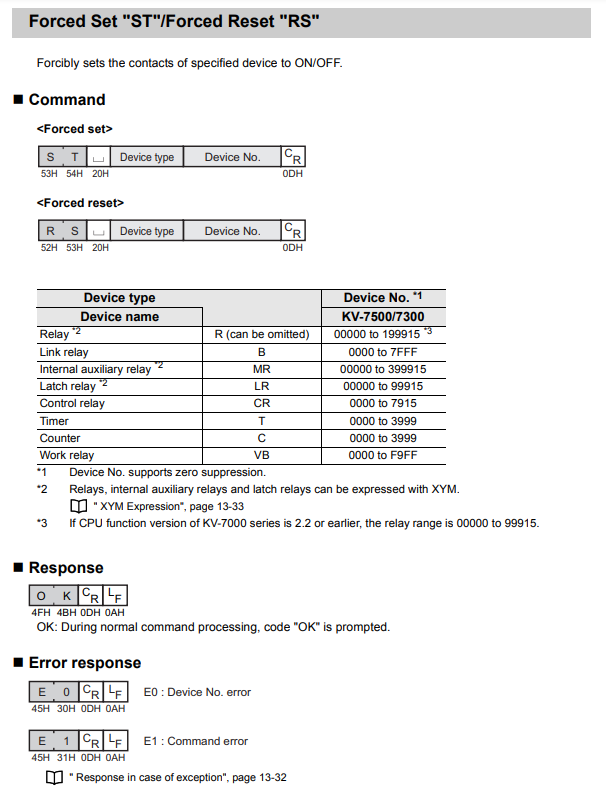 Forced Set "ST"/Forced Reset "RS"
Forcibly sets the contacts of specified device to ON/OFF.
■ Command
<Forced set>
S T ␣ Device type Device No. CR
53H 54H 20H 0DH
<Forced reset>
R S ␣ Device type Device No. CR
52H 53H 20H 0DH
Device type Device No. *1
Device name KV-7500/7300
Relay *2 R (can be omitted) 00000 to 199915 *3
Link relay B 0000 to 7FFF
Internal auxiliary relay *2 MR 00000 to 399915
Latch relay *2 LR 00000 to 99915
Control relay CR 0000 to 7915
Timer T 0000 to 3999
Counter C 0000 to 3999
Work relay VB 0000 to F9FF
*1 Device No. supports zero suppression.
*2 Relays, internal auxiliary relays and latch relays can be expressed with XYM.
" XYM Expression", page 13-33
*3 If CPU function version of KV-7000 series is 2.2 or earlier, the relay range is 00000 to 99915.
■ Response
O K CR LF
4FH 4BH 0DH 0AH
OK: During normal command processing, code "OK" is prompted.
■ Error response
E 0 CR LF E0 : Device No. error
45H 30H 0DH 0AH
E 1 CR LF E1 : Command error
45H 31H 0DH 0AH
" Response in case of exception", page 13-32